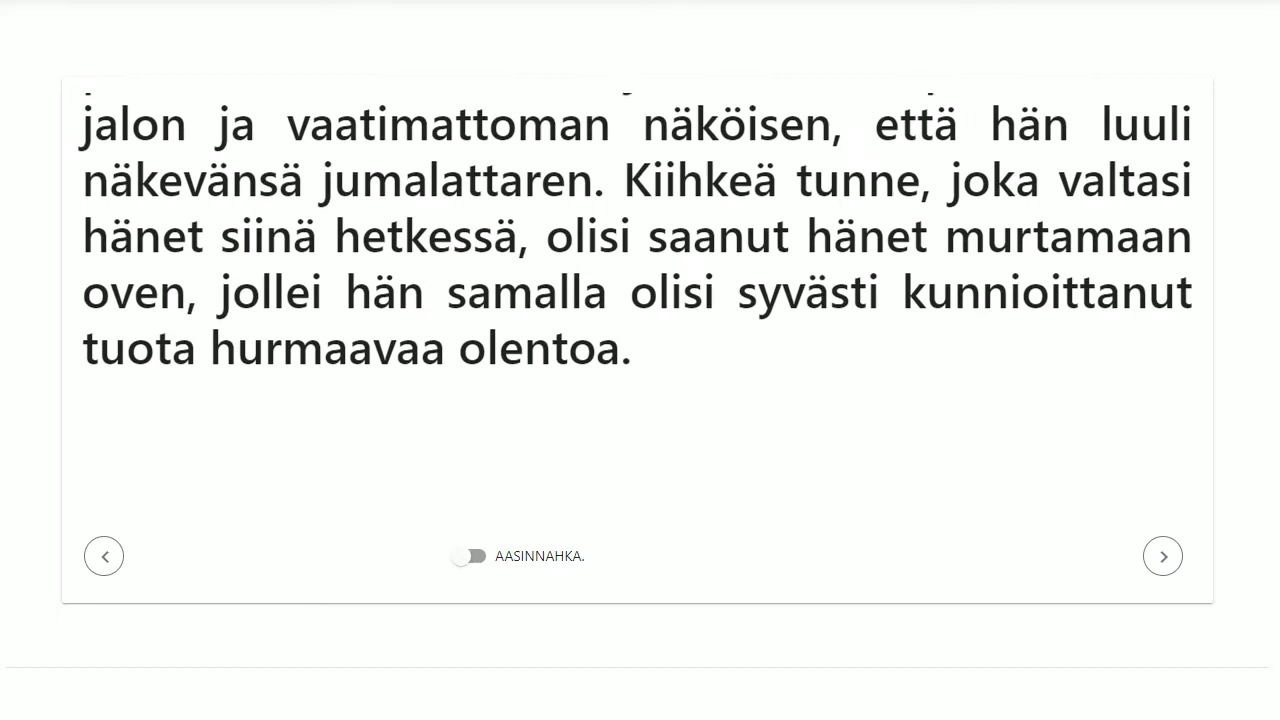 jalon ja vaatimattoman näköisen, että hän luuli
näkevänsä jumalattaren. Kiihkeä tunne, joka valtasi
hänet siinä hetkessä, olisi saanut hänet murtamaan
oven, jollei hän samalla olisi syvästi kunnioittanut
tuota hurmaavaa olentoa.
AASINNAHKA.